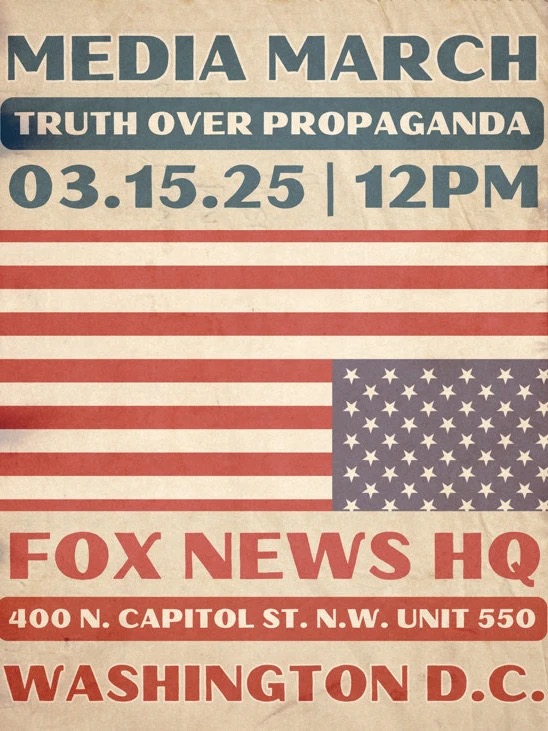 MEDIA MARCH
TRUTH OVER PROPAGANDA
03.15.25 | 12PM
FOX NEWS HQ
400 N. CAPITOL ST. N.W. UNIT 550
WASHINGTON D.C.